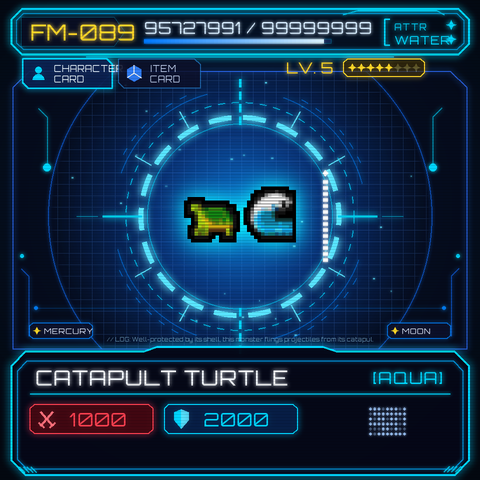 FM-089
95727991 / 99999999
ATTR
WATER
CHARACTER
CARD
ITEM
CARD
LV. 5
MERCURY
MOON
// LOG: Well-protected by its shell, this monster flings projectiles from its catapul
CATAPULT TURTLE
[AQUA]
1000
2000